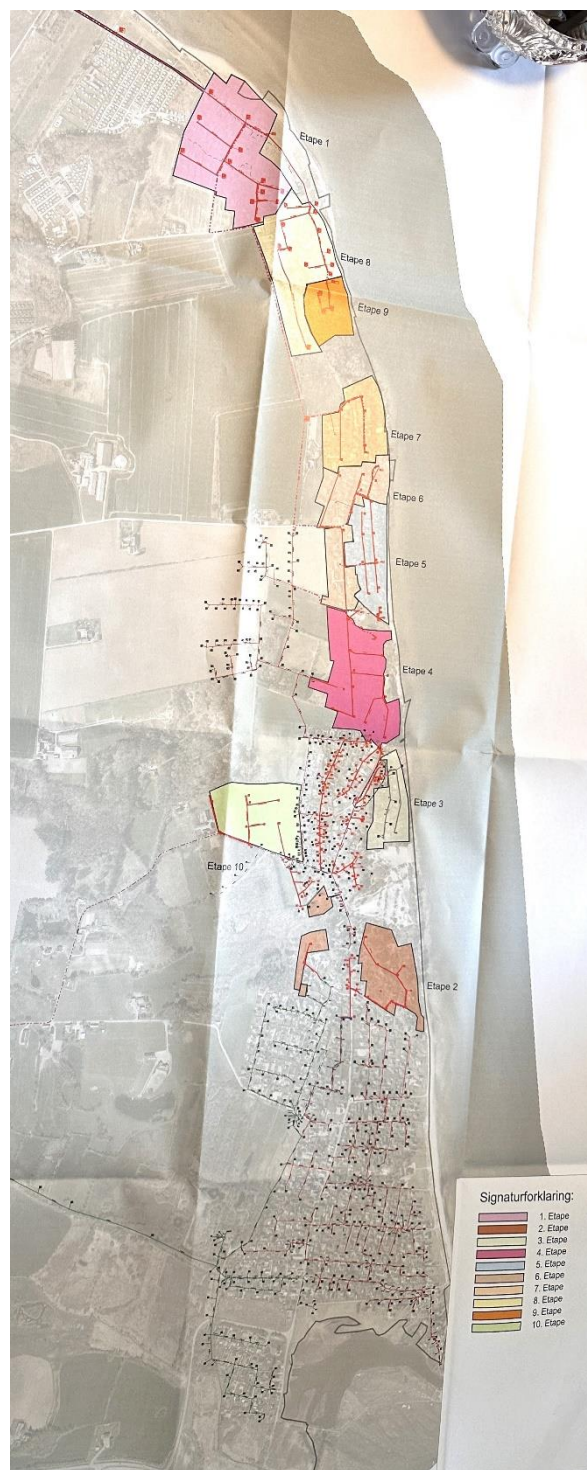 Etape 1
Etape 8
Etape 9
Etape 7
Etape 6
Etape 5
Etape 4
Etape 3
Etape 10
Etape 2
Signaturforklaring:
1. Etape
2. Etape
3. Etape
4. Etape
5. Etape
6. Etape
7. Etape
8. Etape
9. Etape
10. Etape